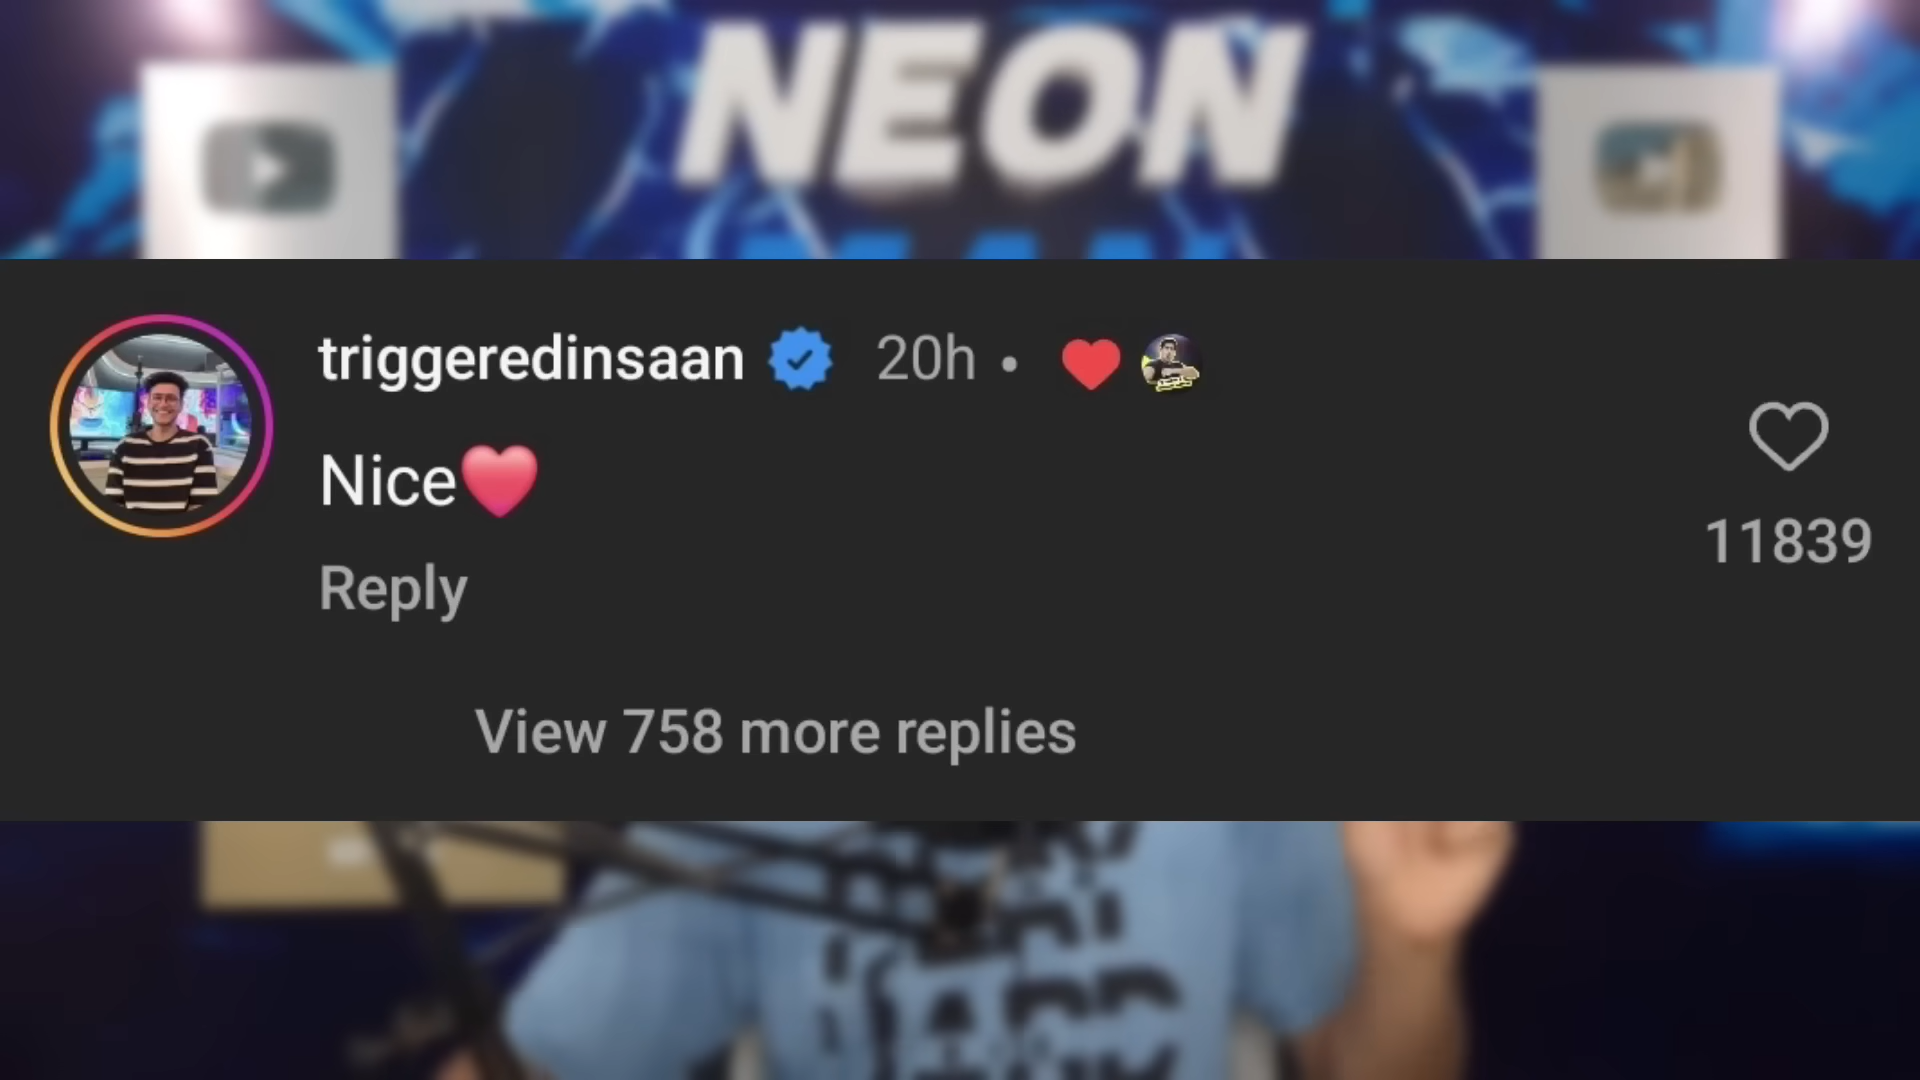 NEON
triggeredinsaan 20h •
Nice❤️
Reply
11839
View 758 more replies